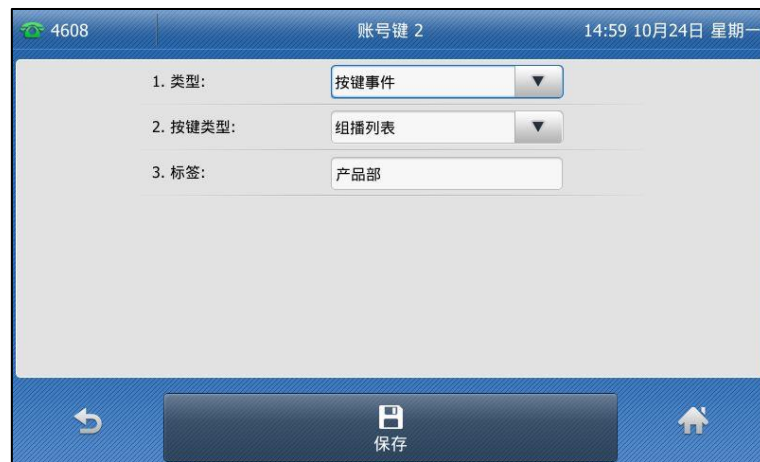 4608 账号键 2 14:59 10月24日 星期一
1. 类型: 按键事件
2. 按键类型: 组播列表
3. 标签: 产品部
保存